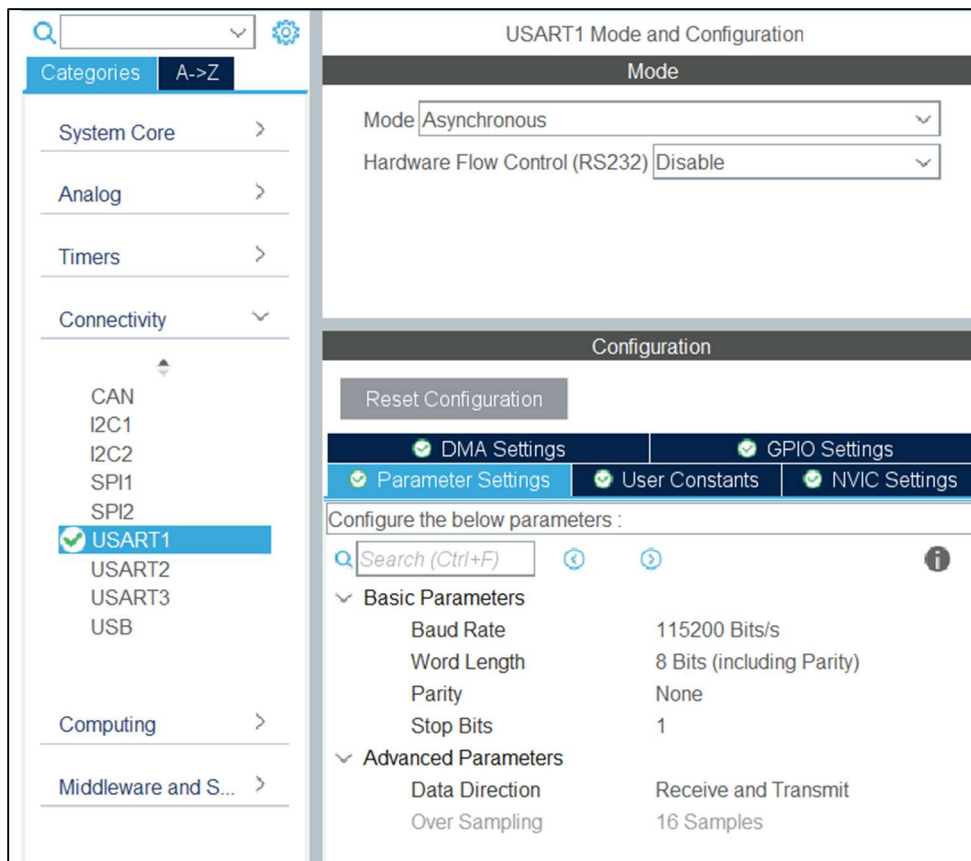 Categories
A->Z
System Core
Analog
Timers
Connectivity
CAN
I2C1
I2C2
SPI1
SPI2
USART1
USART2
USART3
USB
Computing
Middleware and S...
USART1 Mode and Configuration
Mode
Mode Asynchronous
Hardware Flow Control (RS232) Disable
Configuration
Reset Configuration
DMA Settings GPIO Settings
Parameter Settings User Constants NVIC Settings
Configure the below parameters :
Search (Ctrl+F)
Basic Parameters
Baud Rate 115200 Bits/s
Word Length 8 Bits (including Parity)
Parity None
Stop Bits 1
Advanced Parameters
Data Direction Receive and Transmit
Over Sampling 16 Samples